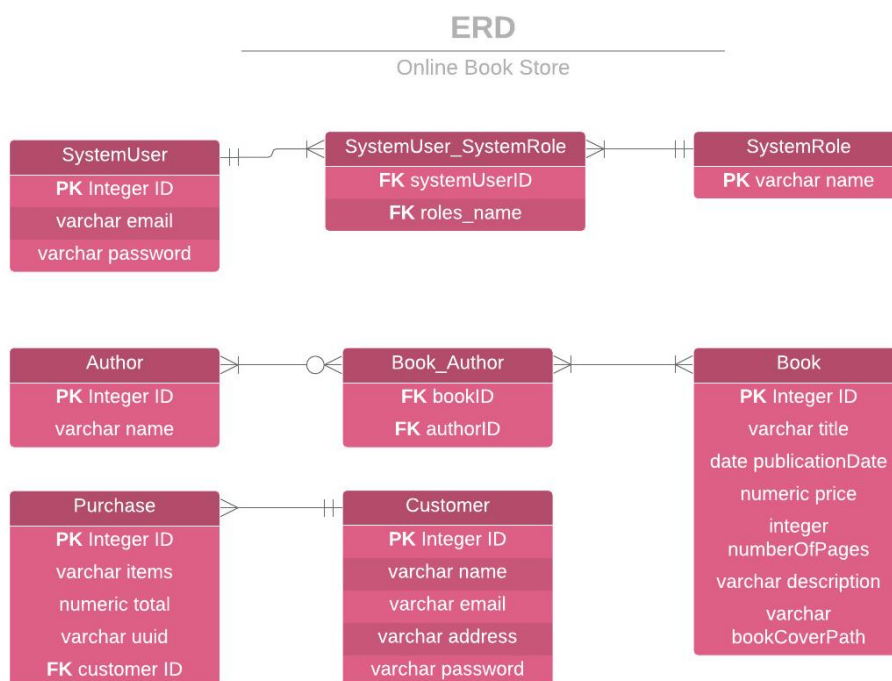 ERD
Online Book Store
SystemUser
PK Integer ID
varchar email
varchar password
SystemUser_SystemRole
FK systemUserID
FK roles_name
SystemRole
PK varchar name
Author
PK Integer ID
varchar name
Book_Author
FK bookID
FK authorID
Book
PK Integer ID
varchar title
date publicationDate
numeric price
integer
numberOfPages
varchar description
varchar
bookCoverPath
Purchase
PK Integer ID
varchar items
numeric total
varchar uuid
FK customer ID
Customer
PK Integer ID
varchar name
varchar email
varchar address
varchar password